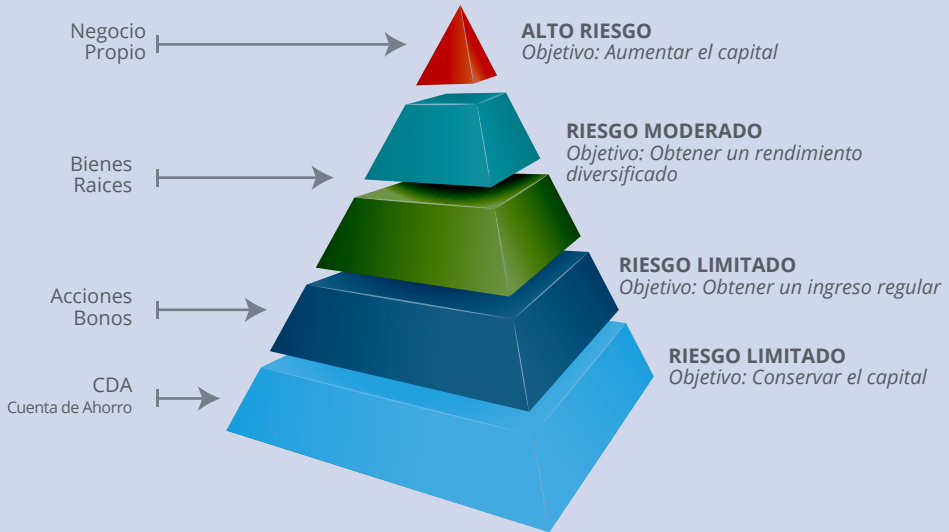 Negocio
Propio
ALTO RIESGO
Objetivo: Aumentar el capital
RIESGO MODERADO
Objetivo: Obtener un rendimiento
diversificado
Bienes
Raices
RIESGO LIMITADO
Objetivo: Obtener un ingreso regular
Acciones
Bonos
RIESGO LIMITADO
Objetivo: Conservar el capital
CDA
Cuenta de Ahorro